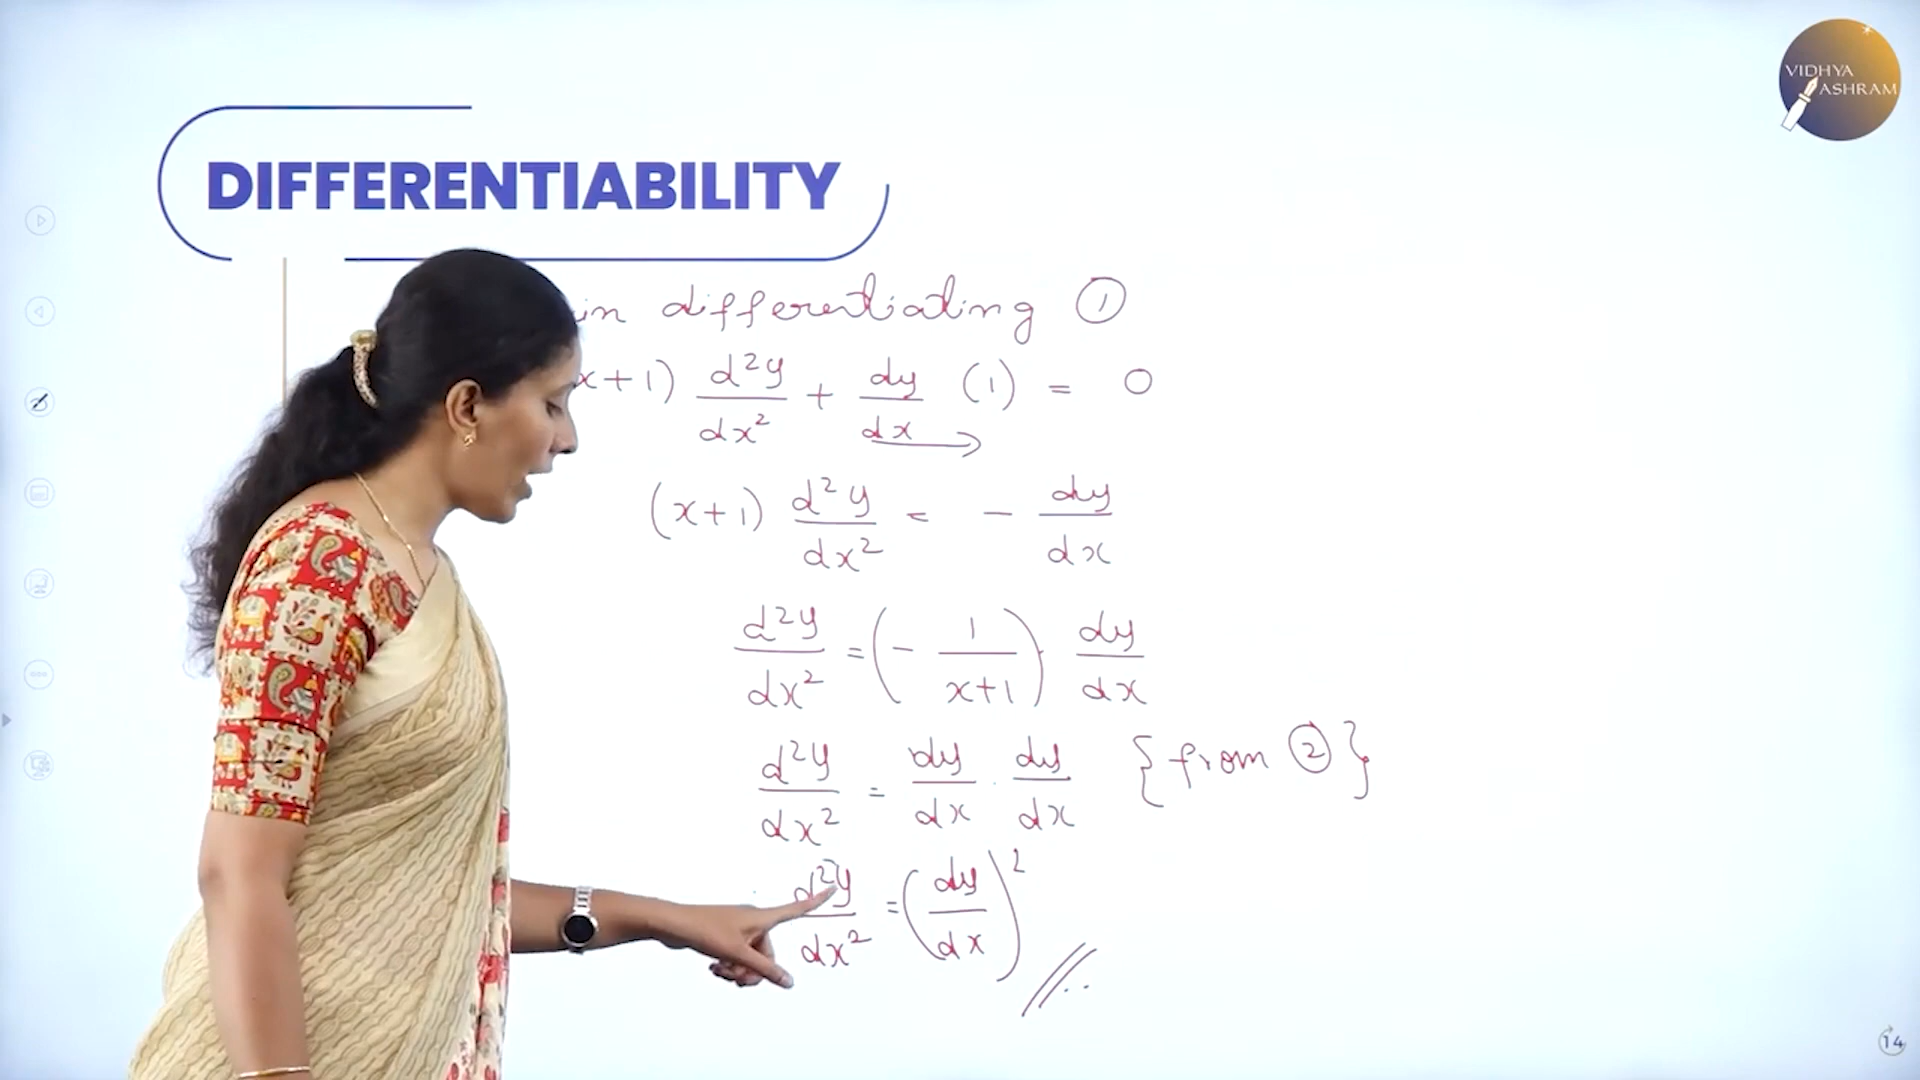 VIDHYA
ASHRAM
DIFFERENTIABILITY
in differentiating ①
x+1) d²y/dx² + dy/dx (1) = 0
(x+1) d²y/dx² = - dy/dx
d²y/dx² = (- 1/x+1) · dy/dx
d²y/dx² = dy/dx · dy/dx {from ②}
d²y/dx² = (dy/dx)²
14